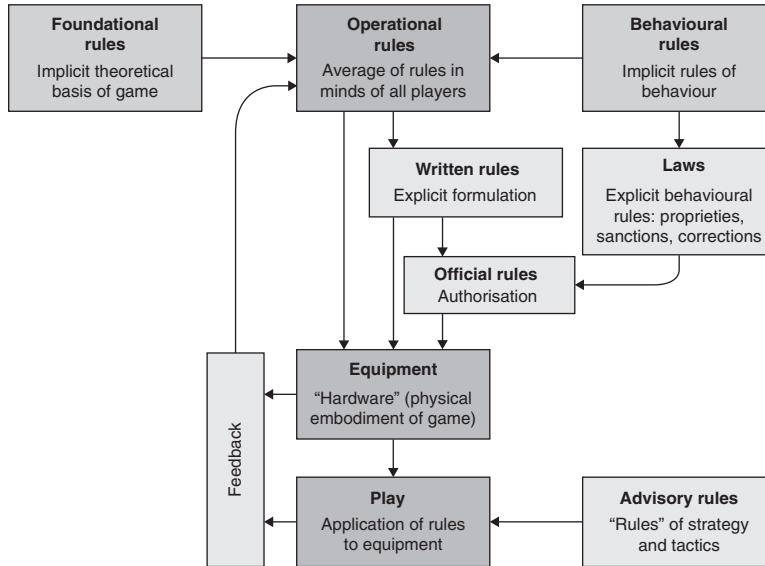 Foundational
rules
Implicit theoretical
basis of game
Operational
rules
Average of rules in
minds of all players
Behavioural
rules
Implicit rules of
behaviour
Written rules
Explicit formulation
Laws
Explicit behavioural
rules: proprieties,
sanctions, corrections
Official rules
Authorisation
Equipment
“Hardware” (physical
embodiment of game)
Feedback
Play
Application of rules
to equipment
Advisory rules
“Rules” of strategy
and tactics